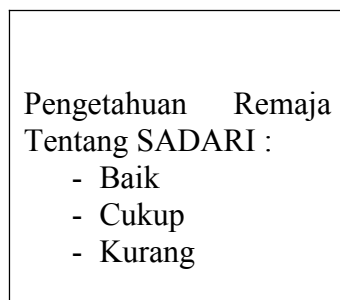 Pengetahuan Remaja
Tentang SADARI :
- Baik
- Cukup
- Kurang